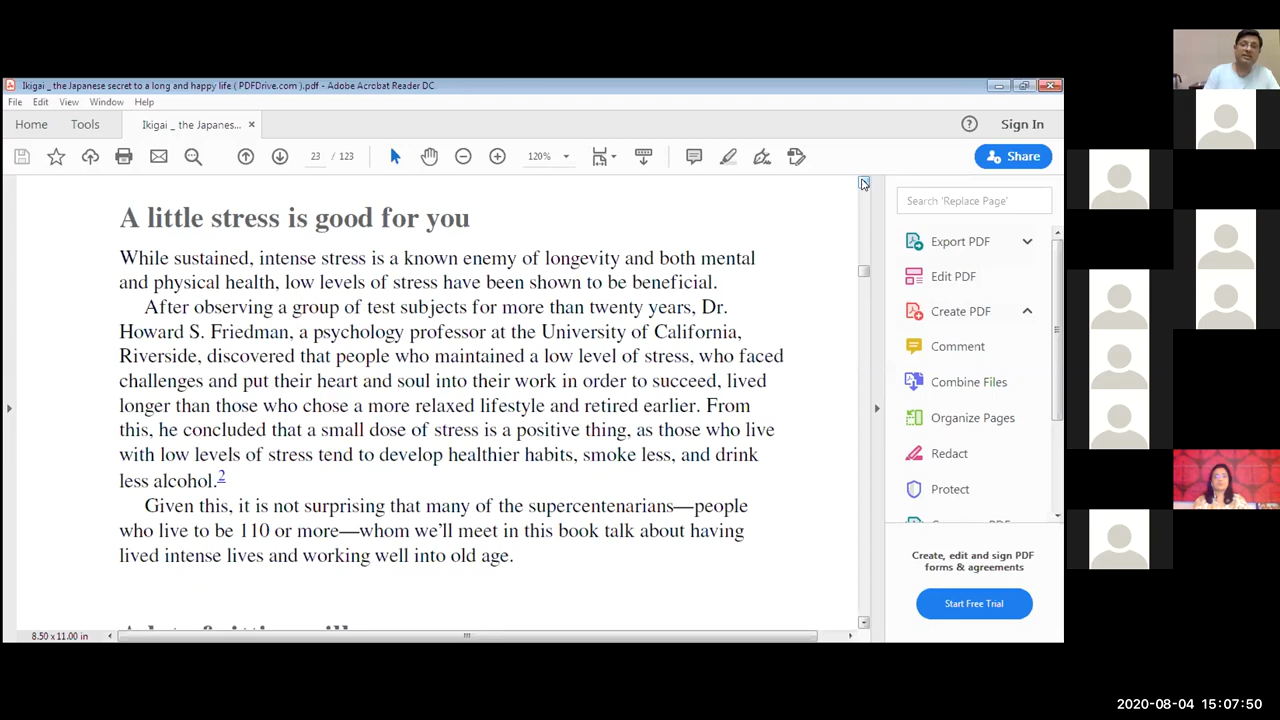 Ikigai _ the Japanese secret to a long and happy life ( PDFDrive.com ).pdf - Adobe Acrobat Reader DC
File Edit View Window Help
Home Tools Ikigai _ the Japanes... × Sign In
23 / 123 120% Share
A little stress is good for you
While sustained, intense stress is a known enemy of longevity and both mental
and physical health, low levels of stress have been shown to be beneficial.
After observing a group of test subjects for more than twenty years, Dr.
Howard S. Friedman, a psychology professor at the University of California,
Riverside, discovered that people who maintained a low level of stress, who faced
challenges and put their heart and soul into their work in order to succeed, lived
longer than those who chose a more relaxed lifestyle and retired earlier. From
this, he concluded that a small dose of stress is a positive thing, as those who live
with low levels of stress tend to develop healthier habits, smoke less, and drink
less alcohol.2
Given this, it is not surprising that many of the supercentenarians—people
who live to be 110 or more—whom we'll meet in this book talk about having
lived intense lives and working well into old age.
8.50 x 11.00 in
Search 'Replace Page'
Export PDF
Edit PDF
Create PDF
Comment
Combine Files
Organize Pages
Redact
Protect
Create, edit and sign PDF
forms & agreements
Start Free Trial
2020-08-04 15:07:50